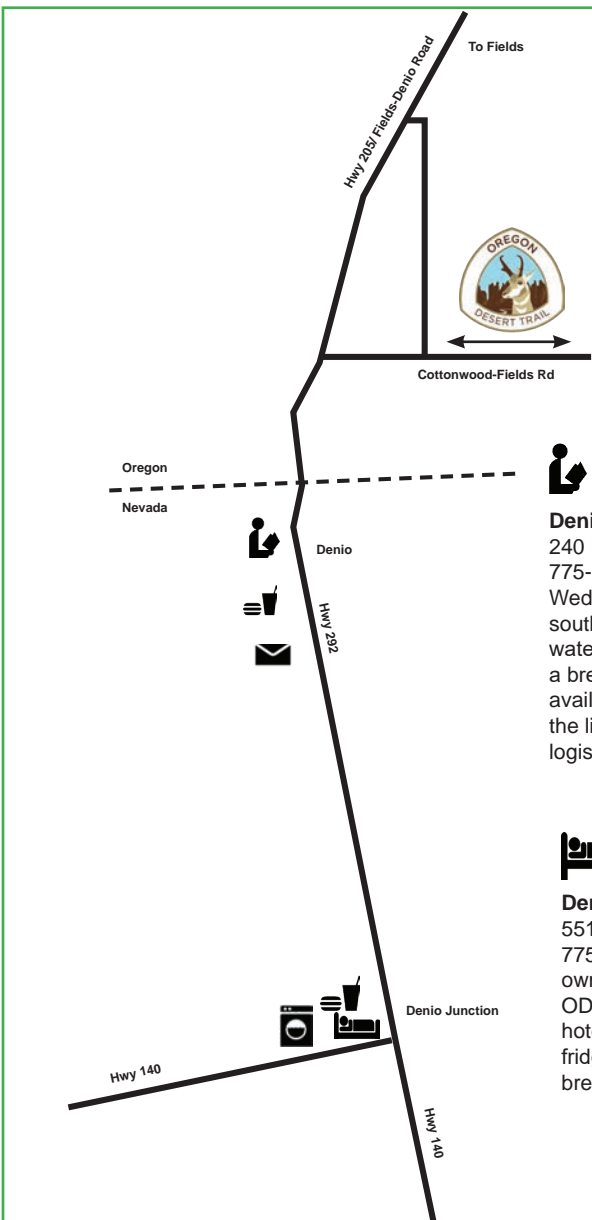 To Fields
Hwy 205/ Fields-Denio Road
OREGON
DESERT TRAIL
Cottonwood-Fields Rd
Oregon
Nevada
Denio
Hwy 292
240
775-
Wed
south
wate
a bre
avail
the li
logis
551
775
own
OD
hote
frid
bre
Denio Junction
Hwy 140
Hwy 140